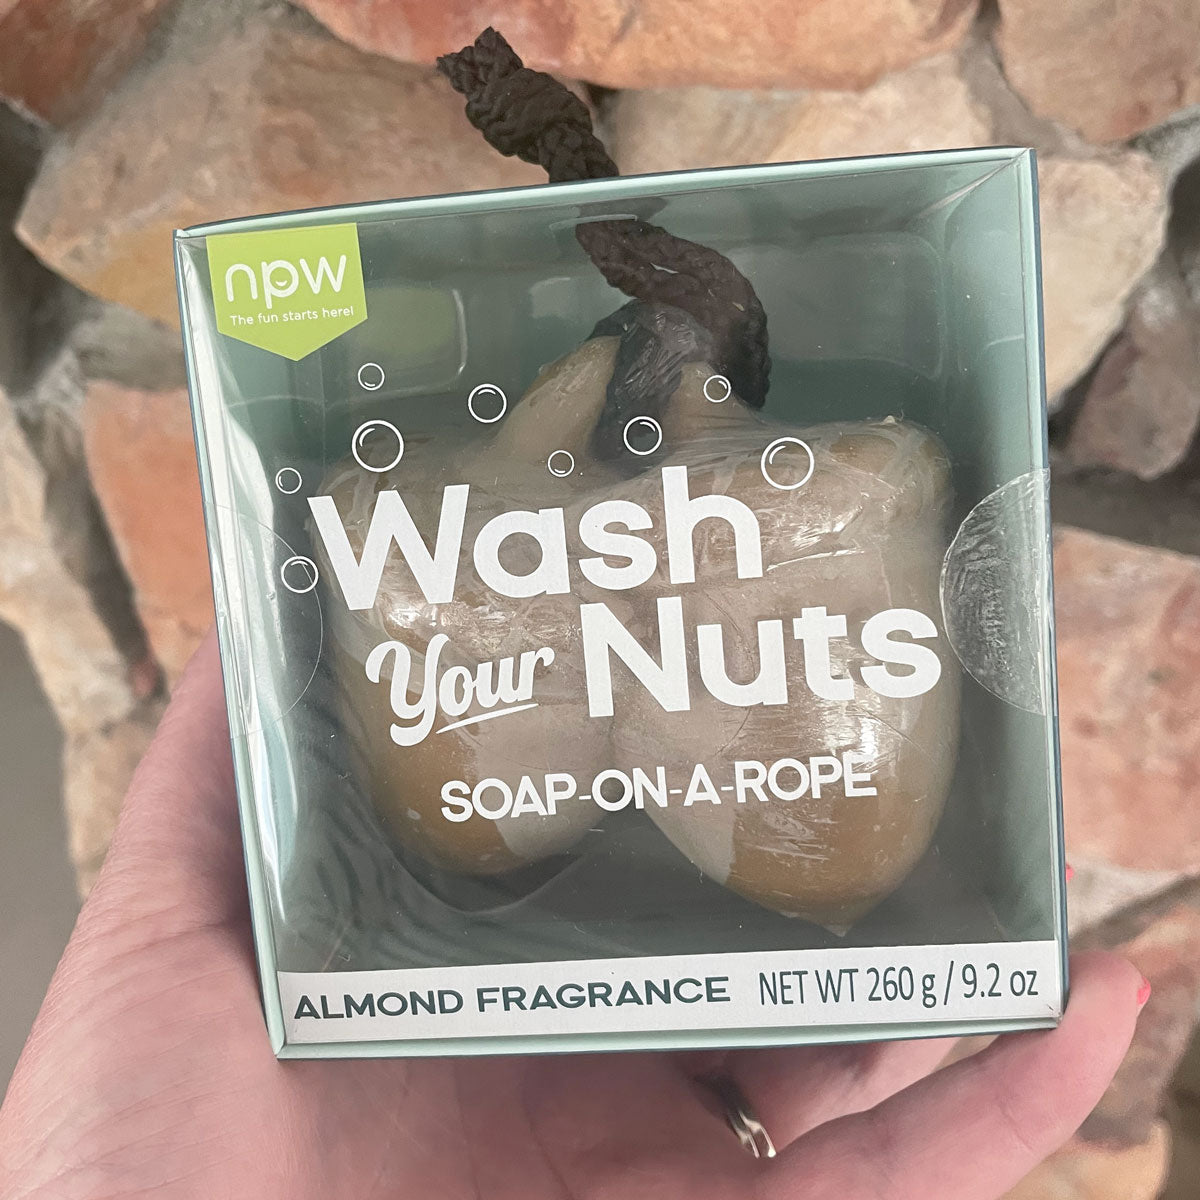 npw
The fun starts here!
Wash
Your Nuts
SOAP-ON-A-ROPE
ALMOND FRAGRANCE NET WT 260 g / 9.2 oz